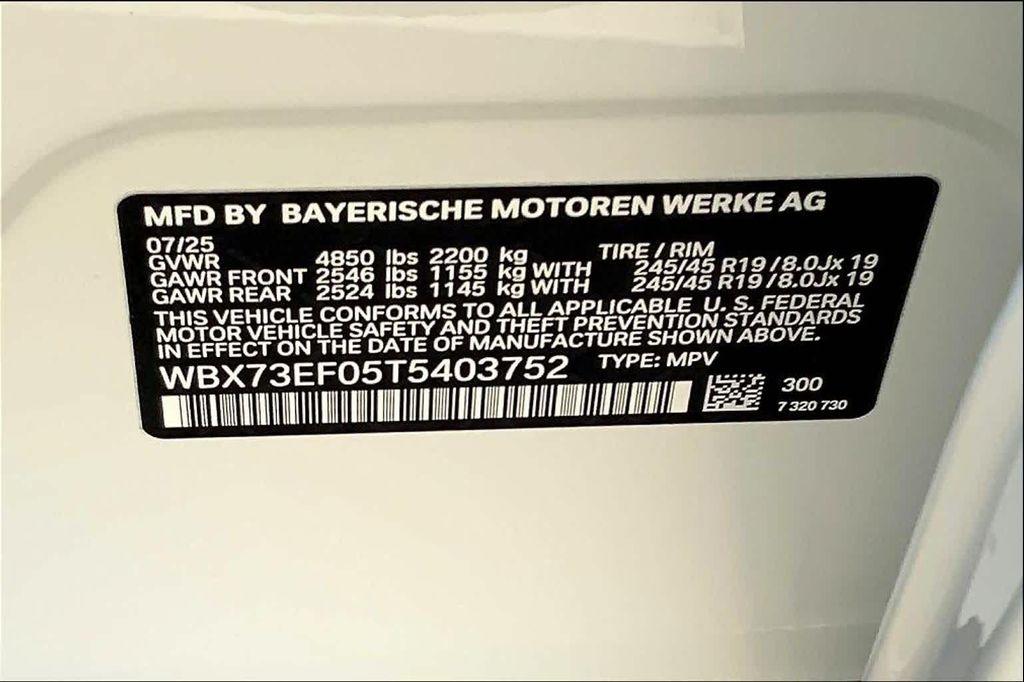 MFD BY BAYERISCHE MOTOREN WERKE AG
07/25
GVWR 4850 lbs 2200 kg TIRE / RIM
GAWR FRONT 2546 lbs 1155 kg WITH 245/45 R19 / 8.0Jx 19
GAWR REAR 2524 lbs 1145 kg WITH 245/45 R19 / 8.0Jx 19
THIS VEHICLE CONFORMS TO ALL APPLICABLE U. S. FEDERAL
MOTOR VEHICLE SAFETY AND THEFT PREVENTION STANDARDS
IN EFFECT ON THE DATE OF MANUFACTURE SHOWN ABOVE.
WBX73EF05T5403752 TYPE: MPV
300
7 320 730